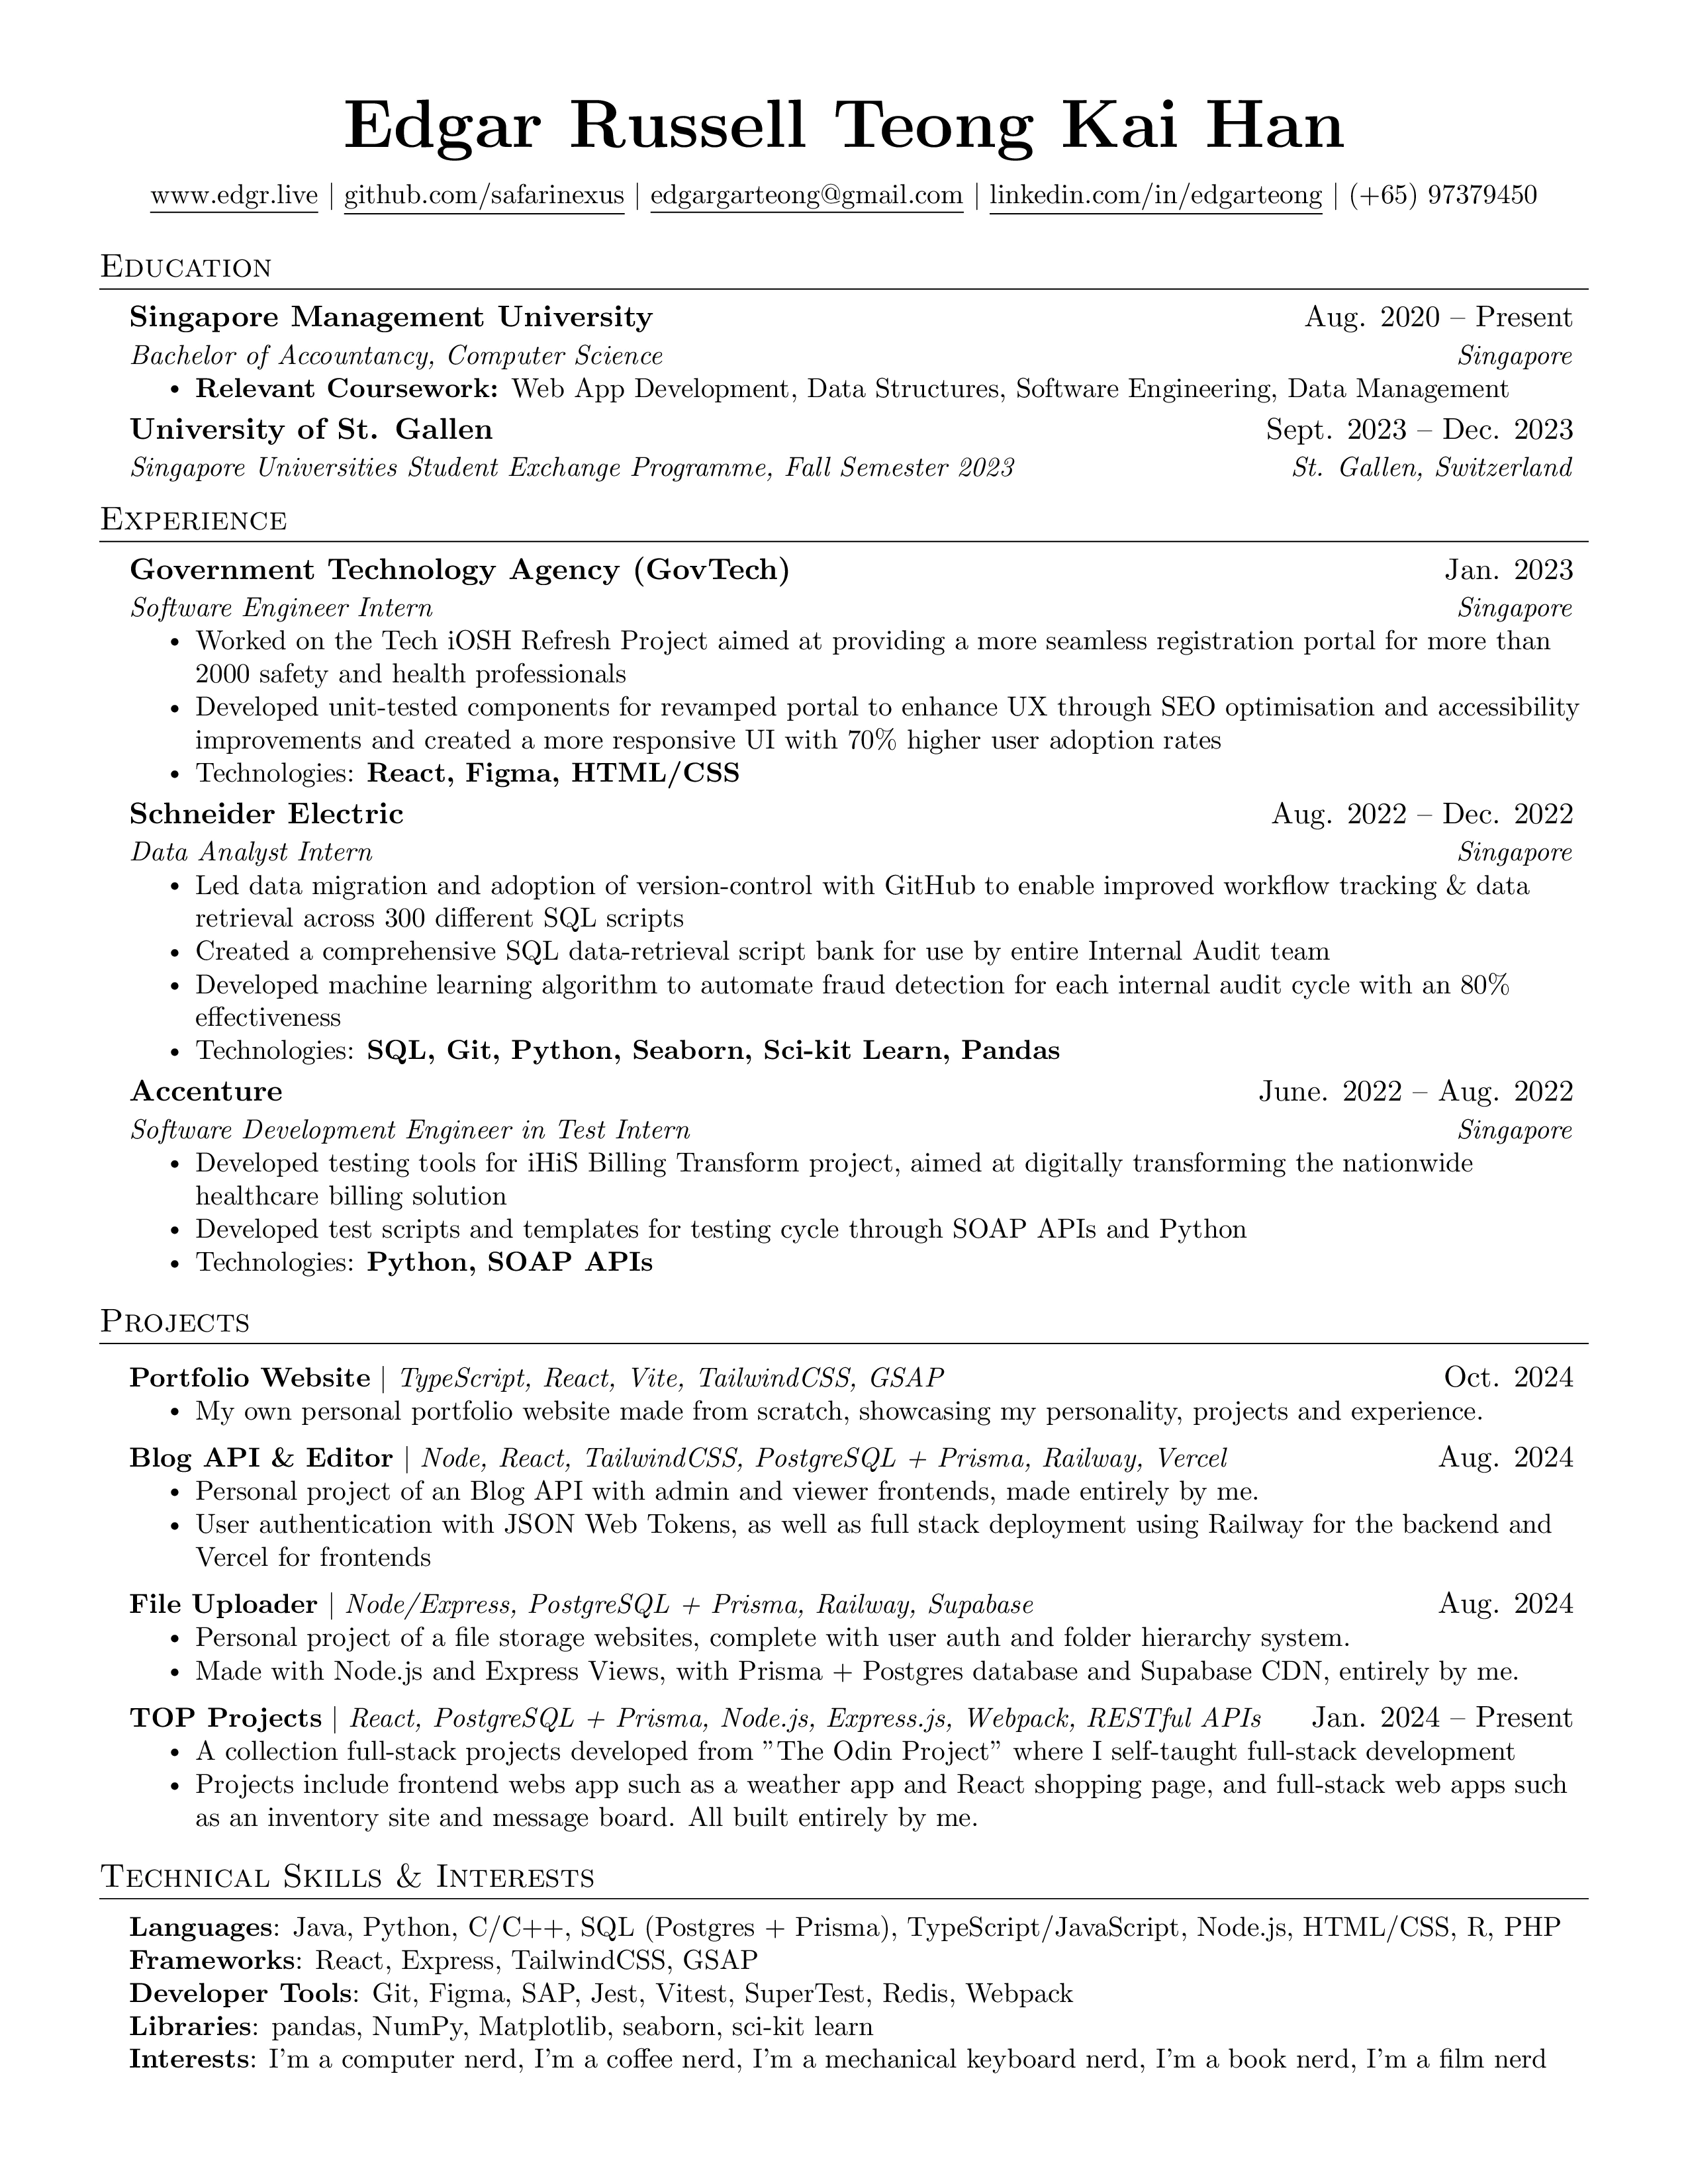 Edgar Russell Teong Kai Han
www.edgr.live | github.com/safarinexus | edgargarteong@gmail.com | linkedin.com/in/edgarteong | (+65) 97379450
Education
Singapore Management University Aug. 2020 – Present
Bachelor of Accountancy, Computer Science Singapore
• Relevant Coursework: Web App Development, Data Structures, Software Engineering, Data Management
University of St. Gallen Sept. 2023 – Dec. 2023
Singapore Universities Student Exchange Programme, Fall Semester 2023 St. Gallen, Switzerland
Experience
Government Technology Agency (GovTech) Jan. 2023
Software Engineer Intern Singapore
• Worked on the Tech iOSH Refresh Project aimed at providing a more seamless registration portal for more than
2000 safety and health professionals
• Developed unit-tested components for revamped portal to enhance UX through SEO optimisation and accessibility
improvements and created a more responsive UI with 70% higher user adoption rates
• Technologies: React, Figma, HTML/CSS
Schneider Electric Aug. 2022 – Dec. 2022
Data Analyst Intern Singapore
• Led data migration and adoption of version-control with GitHub to enable improved workflow tracking & data
retrieval across 300 different SQL scripts
• Created a comprehensive SQL data-retrieval script bank for use by entire Internal Audit team
• Developed machine learning algorithm to automate fraud detection for each internal audit cycle with an 80%
effectiveness
• Technologies: SQL, Git, Python, Seaborn, Sci-kit Learn, Pandas
Accenture June. 2022 – Aug. 2022
Software Development Engineer in Test Intern Singapore
• Developed testing tools for iHiS Billing Transform project, aimed at digitally transforming the nationwide
healthcare billing solution
• Developed test scripts and templates for testing cycle through SOAP APIs and Python
• Technologies: Python, SOAP APIs
Projects
Portfolio Website | TypeScript, React, Vite, TailwindCSS, GSAP Oct. 2024
• My own personal portfolio website made from scratch, showcasing my personality, projects and experience.
Blog API & Editor | Node, React, TailwindCSS, PostgreSQL + Prisma, Railway, Vercel Aug. 2024
• Personal project of an Blog API with admin and viewer frontends, made entirely by me.
• User authentication with JSON Web Tokens, as well as full stack deployment using Railway for the backend and
Vercel for frontends
File Uploader | Node/Express, PostgreSQL + Prisma, Railway, Supabase Aug. 2024
• Personal project of a file storage websites, complete with user auth and folder hierarchy system.
• Made with Node.js and Express Views, with Prisma + Postgres database and Supabase CDN, entirely by me.
TOP Projects | React, PostgreSQL + Prisma, Node.js, Express.js, Webpack, RESTful APIs Jan. 2024 – Present
• A collection full-stack projects developed from ”The Odin Project” where I self-taught full-stack development
• Projects include frontend webs app such as a weather app and React shopping page, and full-stack web apps such
as an inventory site and message board. All built entirely by me.
Technical Skills & Interests
Languages: Java, Python, C/C++, SQL (Postgres + Prisma), TypeScript/JavaScript, Node.js, HTML/CSS, R, PHP
Frameworks: React, Express, TailwindCSS, GSAP
Developer Tools: Git, Figma, SAP, Jest, Vitest, SuperTest, Redis, Webpack
Libraries: pandas, NumPy, Matplotlib, seaborn, sci-kit learn
Interests: I’m a computer nerd, I’m a coffee nerd, I’m a mechanical keyboard nerd, I’m a book nerd, I’m a film nerd